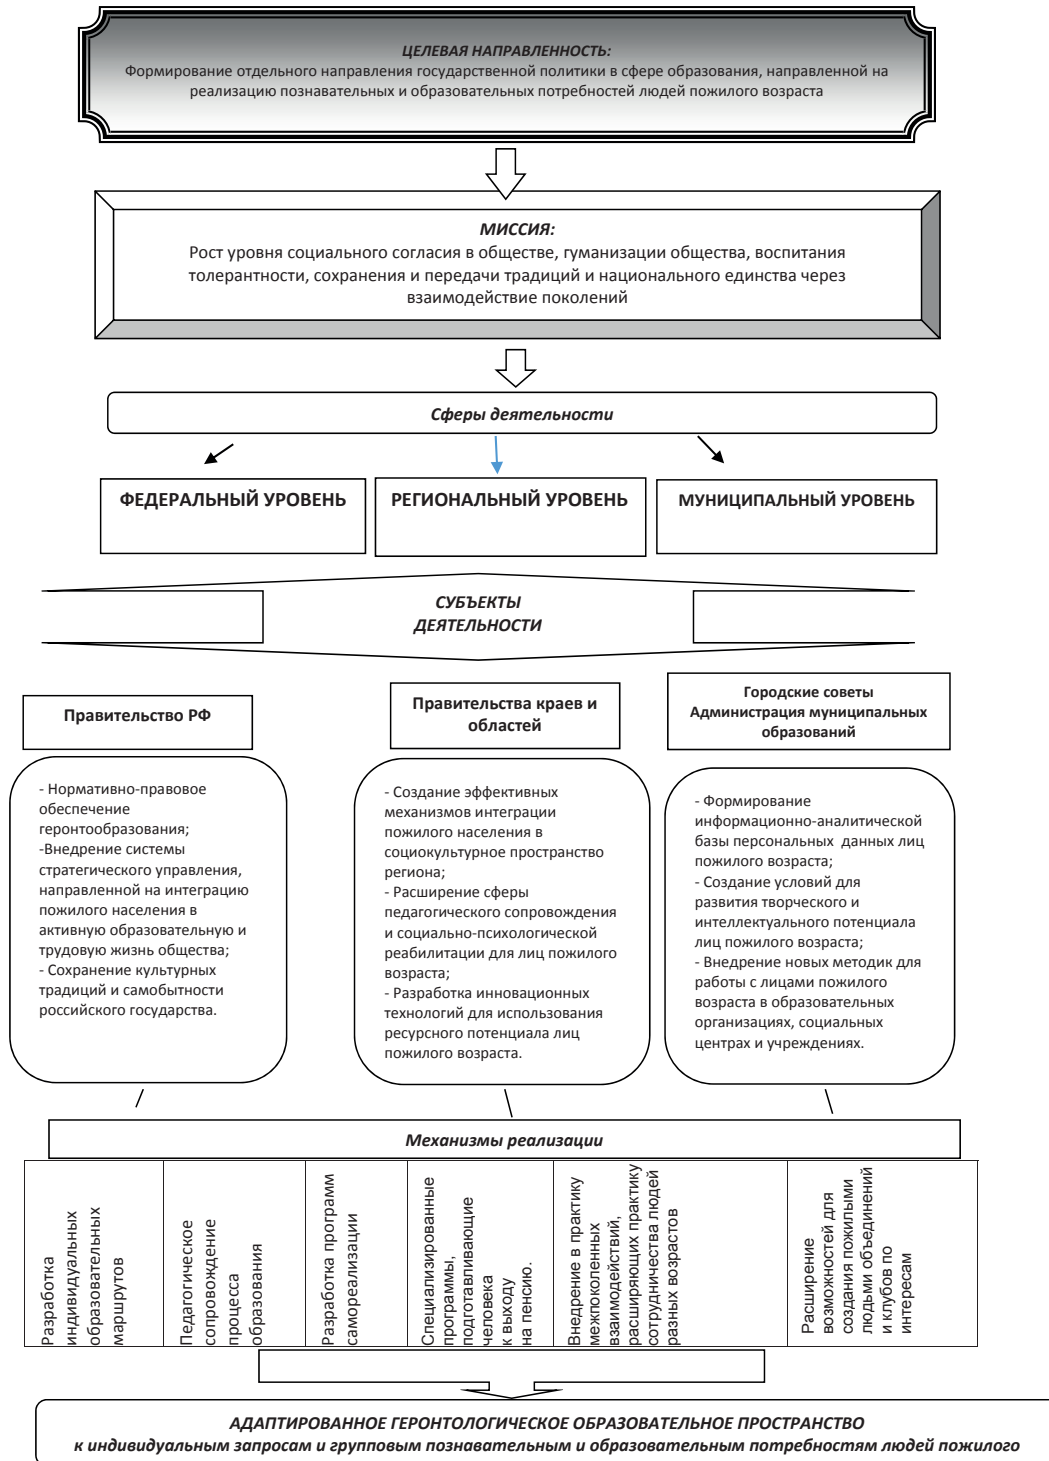 ЦЕЛЕВАЯ НАПРАВЛЕННОСТЬ:
Формирование отдельного направления государственной политики в сфере образования, направленной на
реализацию познавательных и образовательных потребностей людей пожилого возраста
МИССИЯ:
Рост уровня социального согласия в обществе, гуманизации общества, воспитания
толерантности, сохранения и передачи традиций и национального единства через
взаимодействие поколений
Сферы деятельности
ФЕДЕРАЛЬНЫЙ УРОВЕНЬ
РЕГИОНАЛЬНЫЙ УРОВЕНЬ
МУНИЦИПАЛЬНЫЙ УРОВЕНЬ
СУБЪЕКТЫ
ДЕЯТЕЛЬНОСТИ
Правительство РФ
Правительства краев и
областей
Городские советы
Администрация муниципальных
образований
- Нормативно-правовое
обеспечение
геронтообразования;
-Внедрение системы
стратегического управления,
направленной на интеграцию
пожилого населения в
активную образовательную и
трудовую жизнь общества;
- Сохранение культурных
традиций и самобытности
российского государства.
- Создание эффективных
механизмов интеграции
пожилого населения в
социокультурное пространство
региона;
- Расширение сферы
педагогического сопровождения
и социально-психологической
реабилитации для лиц пожилого
возраста;
- Разработка инновационных
технологий для использования
ресурсного потенциала лиц
пожилого возраста.
- Формирование
информационно-аналитической
базы персональных данных лиц
пожилого возраста;
- Создание условий для
развития творческого и
интеллектуального потенциала
лиц пожилого возраста;
- Внедрение новых методик для
работы с лицами пожилого
возраста в образовательных
организациях, социальных
центрах и учреждениях.
Механизмы реализации
Разработка
индивидуальных
образовательных
маршрутов
Педагогическое
сопровождение
процесса
образования
Разработка программ
самореализации
Специализированные
программы,
подготавливающие
человека
к выходу
на пенсию.
Внедрение в практику
межпоколенных
взаимодействий,
расширяющих практику
сотрудничества людей
разных возрастов
Расширение
возможностей для
создания пожилыми
людьми объединений
и клубов по
интересам
АДАПТИРОВАННОЕ ГЕРОНТОЛОГИЧЕСКОЕ ОБРАЗОВАТЕЛЬНОЕ ПРОСТРАНСТВО
к индивидуальным запросам и групповым познавательным и образовательным потребностям людей пожилого